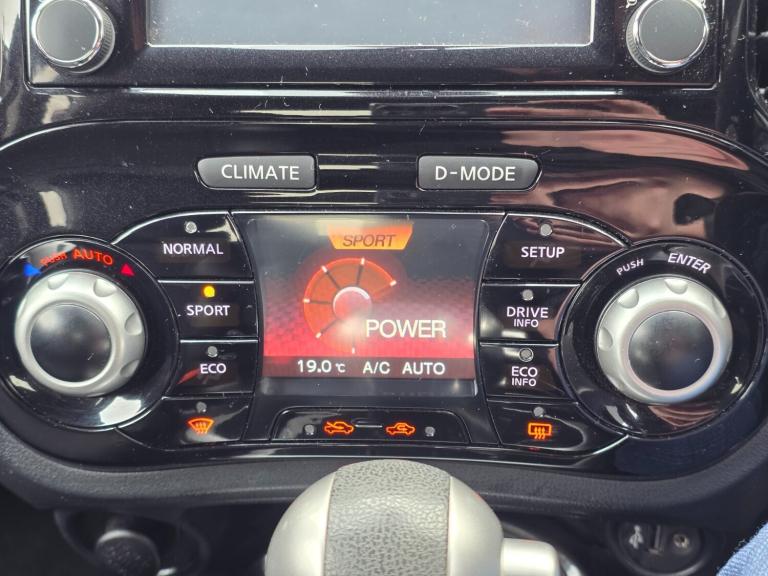 CLIMATE
D-MODE
PUSH AUTO
NORMAL
SPORT
ECO
SPORT
POWER
19.0°C A/C AUTO
SETUP
DRIVE
INFO
ECO
INFO
PUSH ENTER